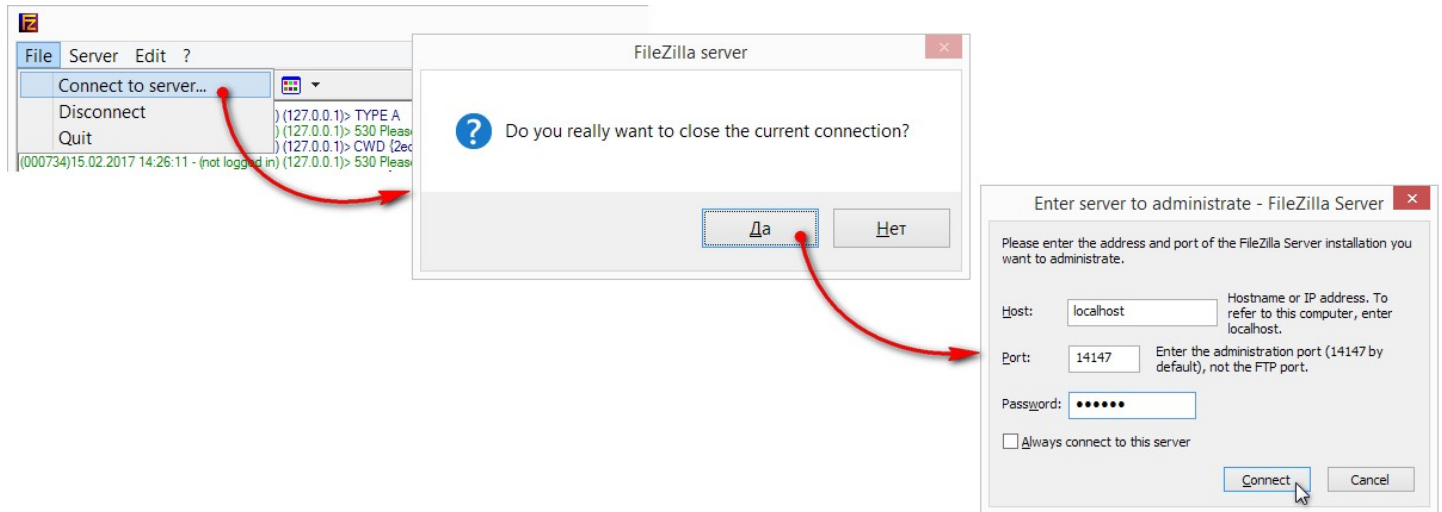 Fz
File Server Edit ?
Connect to server...
Disconnect
Quit
) (127.0.0.1)> TYPE A
) (127.0.0.1)> 530 Pleas
) (127.0.0.1)> CWD {2ec
(000734)15.02.2017 14:26:11 - (not logged in) (127.0.0.1)> 530 Pleas
FileZilla server
Do you really want to close the current connection?
Да Нет
Enter server to administrate - FileZilla Server
Please enter the address and port of the FileZilla Server installation you
want to administrate.
Host: localhost
Hostname or IP address. To
refer to this computer, enter
localhost.
Port: 14147
Enter the administration port (14147 by
default), not the FTP port.
Password: ••••••
Always connect to this server
Connect Cancel